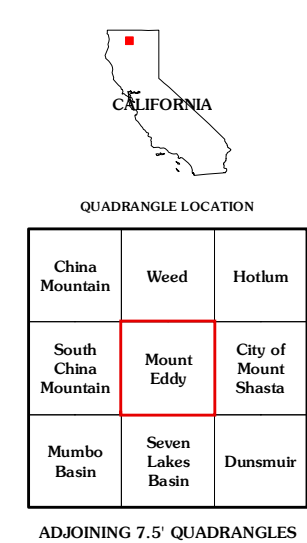 CALIFORNIA
QUADRANGLE LOCATION
China
Mountain
Weed
Hotlum
South
China
Mountain
Mount
Eddy
City of
Mount
Shasta
Mumbo
Basin
Seven
Lakes
Basin
Dunsmuir
ADJOINING 7.5' QUADRANGLES